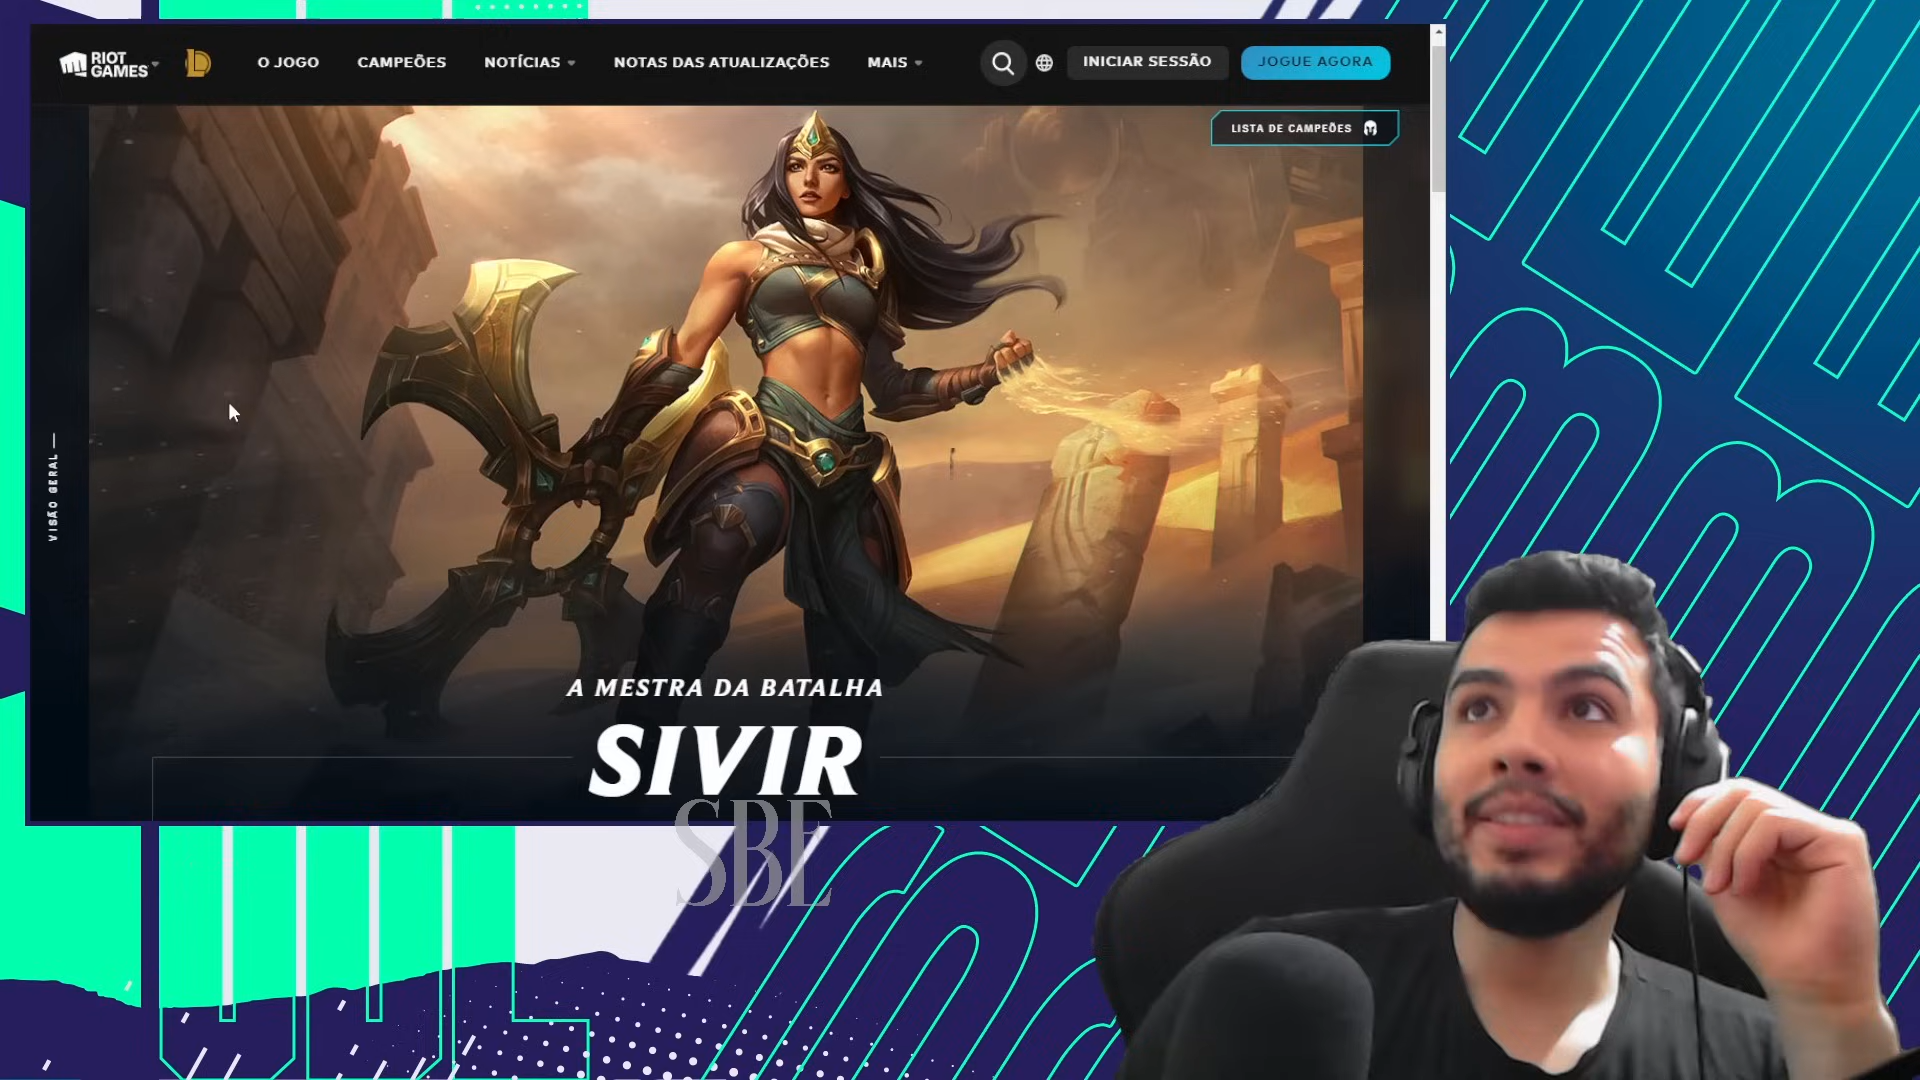 RIOT GAMES
O JOGO
CAMPEÕES
NOTÍCIAS
NOTAS DAS ATUALIZAÇÕES
MAIS
INICIAR SESSÃO
JOGUE AGORA
LISTA DE CAMPEÕES
VISÃO GERAL
A MESTRA DA BATALHA
SIVIR
SBE